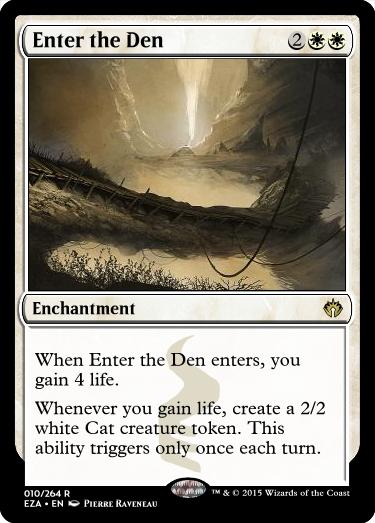 Enter the Den 2
Enchantment
When Enter the Den enters, you
gain 4 life.
Whenever you gain life, create a 2/2
white Cat creature token. This
ability triggers only once each turn.
010/264 R
EZA • EN Pierre Raveneau
™ & © 2015 Wizards of the Coast